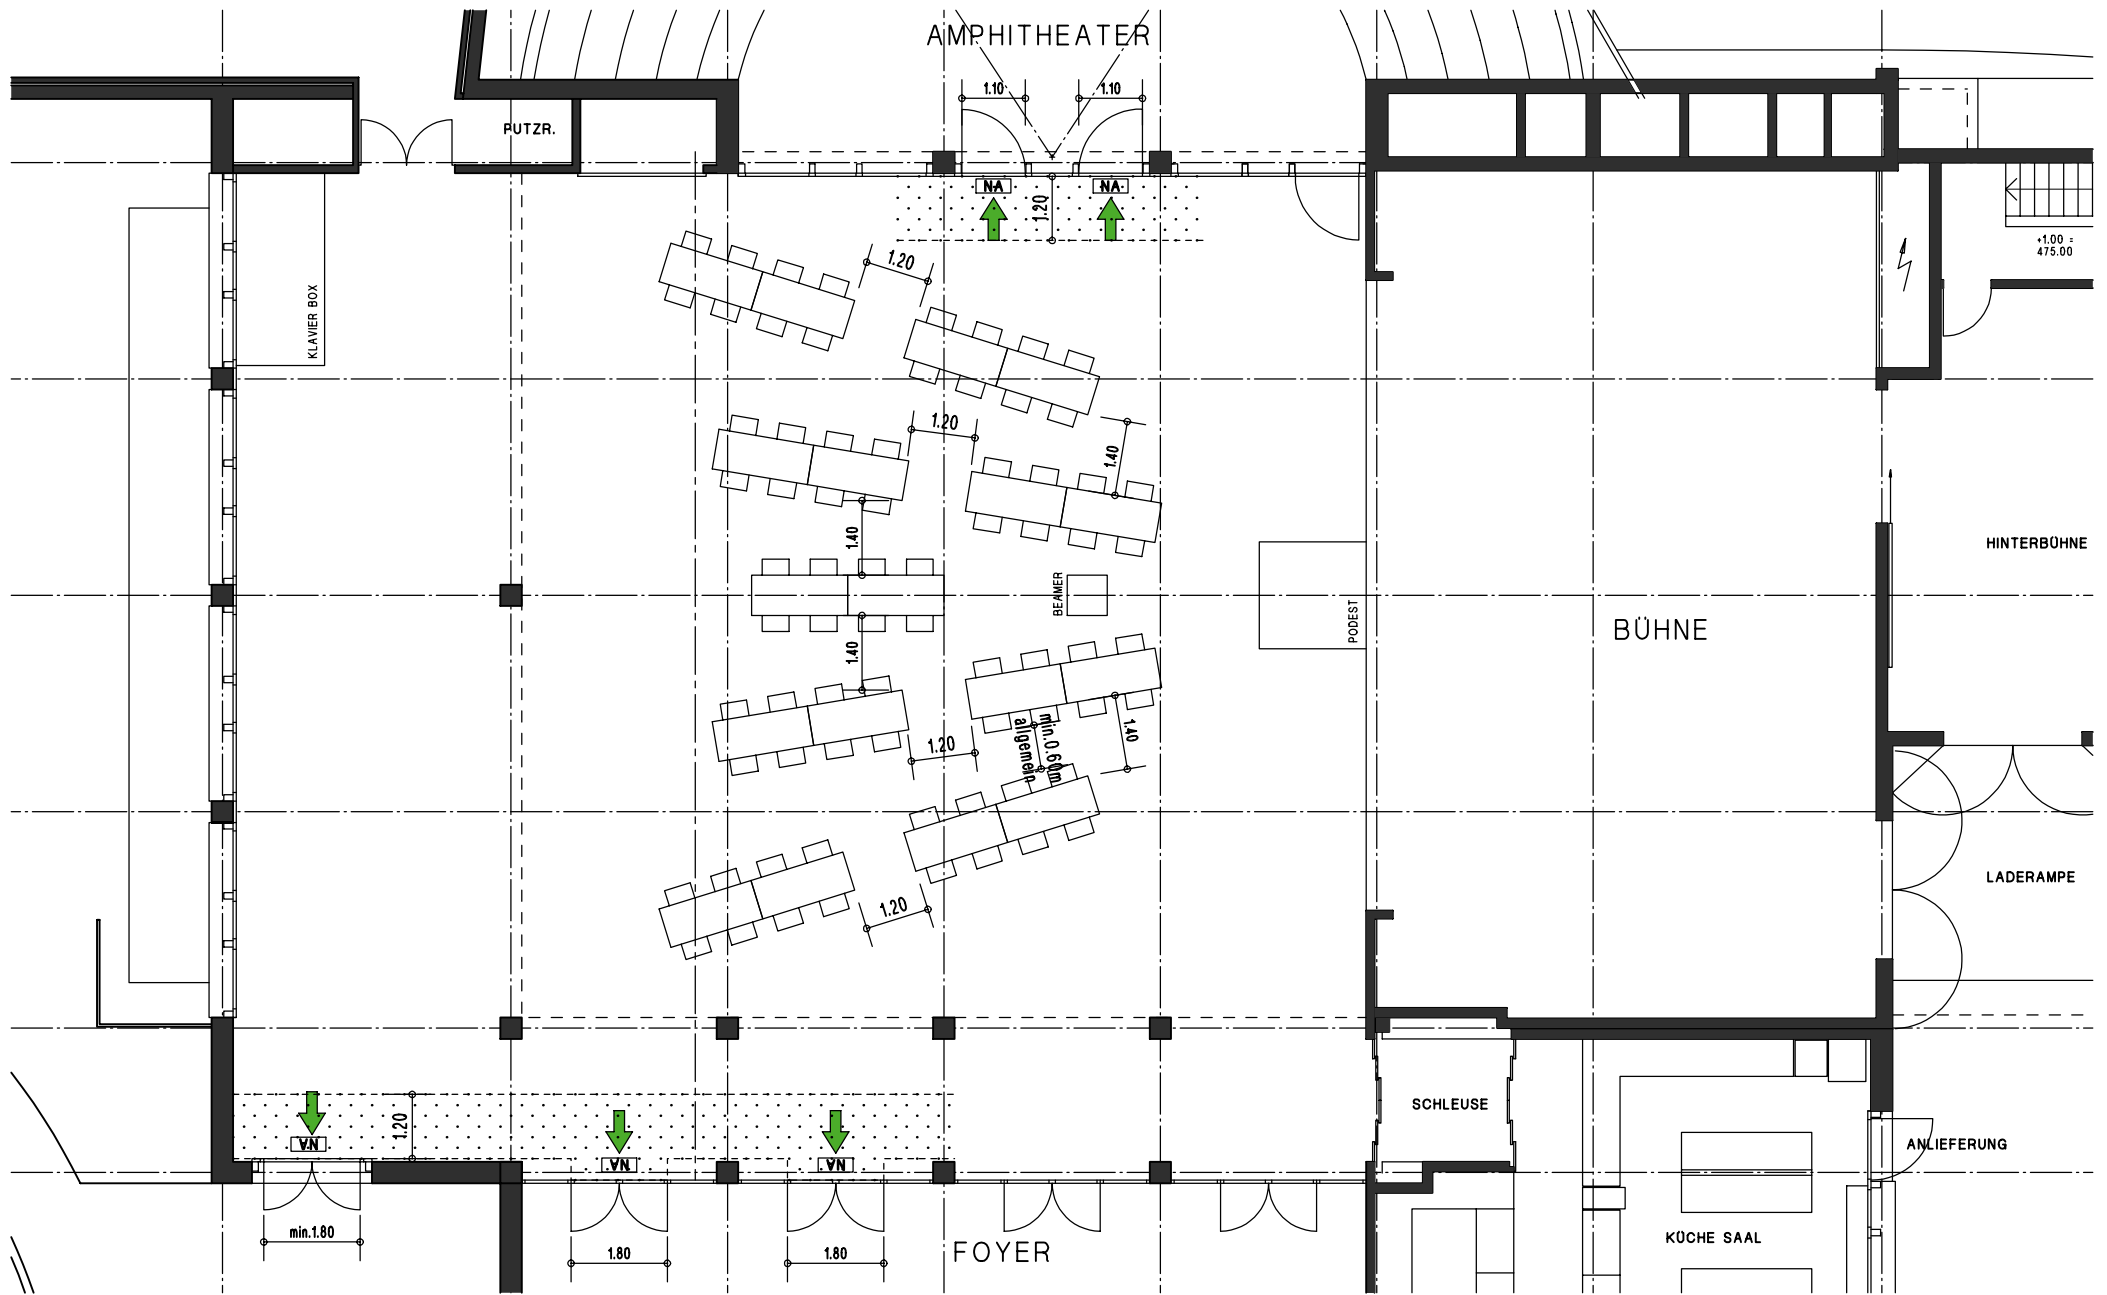 AMPHITHEATER
1.10
1.10
PUTZR.
NA
NA
1.20
KLAVIER BOX
1.20
+1.00 =
475.00
1.20
1.40
1.40
HINTERBÜHNE
BEAMER
PODEST
BÜHNE
1.40
1.20
min.0.60m
allgemein
1.40
LADERAMPE
1.20
SCHLEUSE
1.20
NA
NA
NA
ANLIEFERUNG
min.1.80
1.80
1.80
FOYER
KÜCHE SAAL